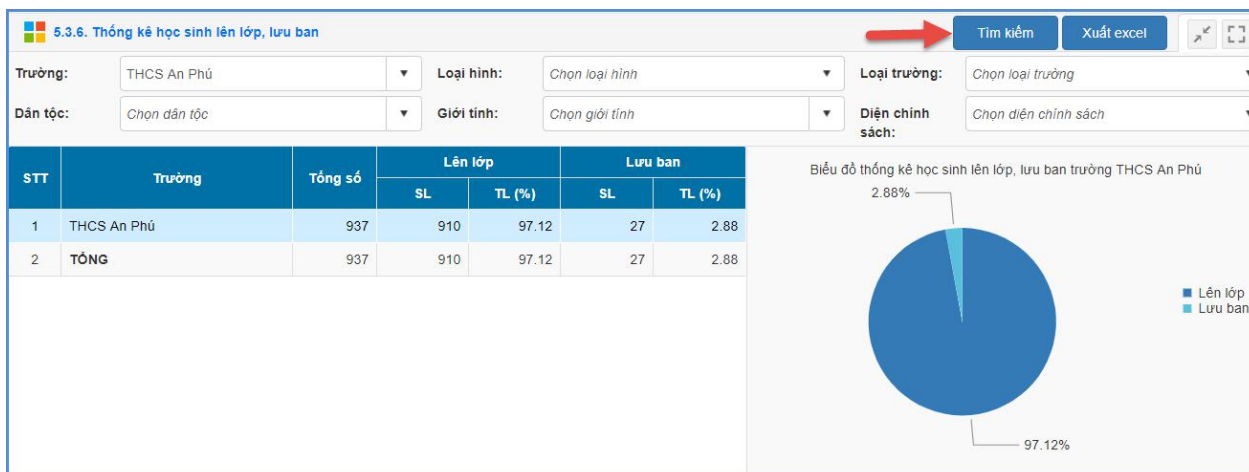 5.3.6. Thống kê học sinh lên lớp, lưu ban
Tìm kiếm Xuất excel
Trường: THCS An Phú Loại hình: Chọn loại hình Loại trường: Chọn loại trường
Dân tộc: Chọn dân tộc Giới tính: Chọn giới tính Diện chính sách: Chọn diện chính sách
STT Trường Tổng số Lên lớp Lưu ban
SL TL (%) SL TL (%)
1 THCS An Phú 937 910 97.12 27 2.88
2 TỔNG 937 910 97.12 27 2.88
Biểu đồ thống kê học sinh lên lớp, lưu ban trường THCS An Phú
2.88%
Lên lớp
Lưu ban
97.12%